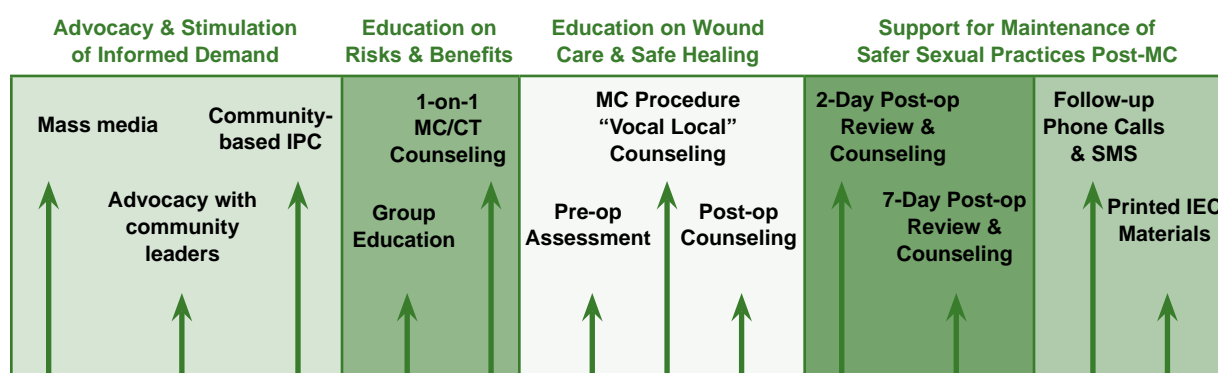 Advocacy & Stimulation
of Informed Demand
Education on
Risks & Benefits
Education on Wound
Care & Safe Healing
Support for Maintenance of
Safer Sexual Practices Post-MC
Mass media
Advocacy with
community
leaders
Community-
based IPC
Group
Education
1-on-1
MC/CT
Counseling
Pre-op
Assessment
MC Procedure
“Vocal Local”
Counseling
Post-op
Counseling
2-Day Post-op
Review &
Counseling
7-Day Post-op
Review &
Counseling
Follow-up
Phone Calls
& SMS
Printed IEC
Materials